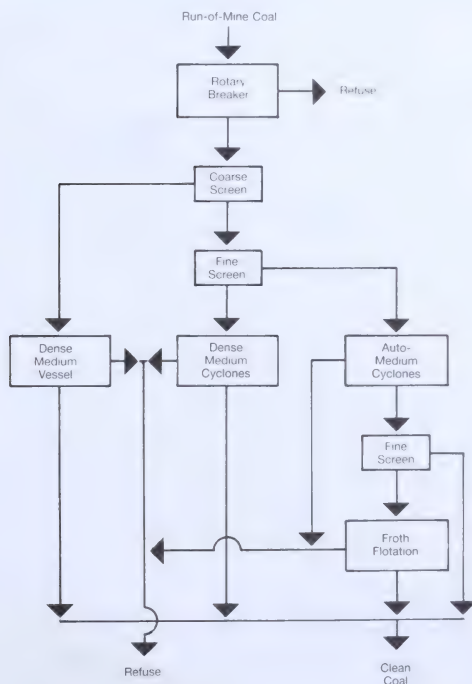 Run-of-Mine Coal
Rotary
Breaker
Refuse
Coarse
Screen
Fine
Screen
Dense
Medium
Vessel
Dense
Medium
Cyclones
Auto-
Medium
Cyclones
Fine
Screen
Froth
Flotation
Refuse
Clean
Coal